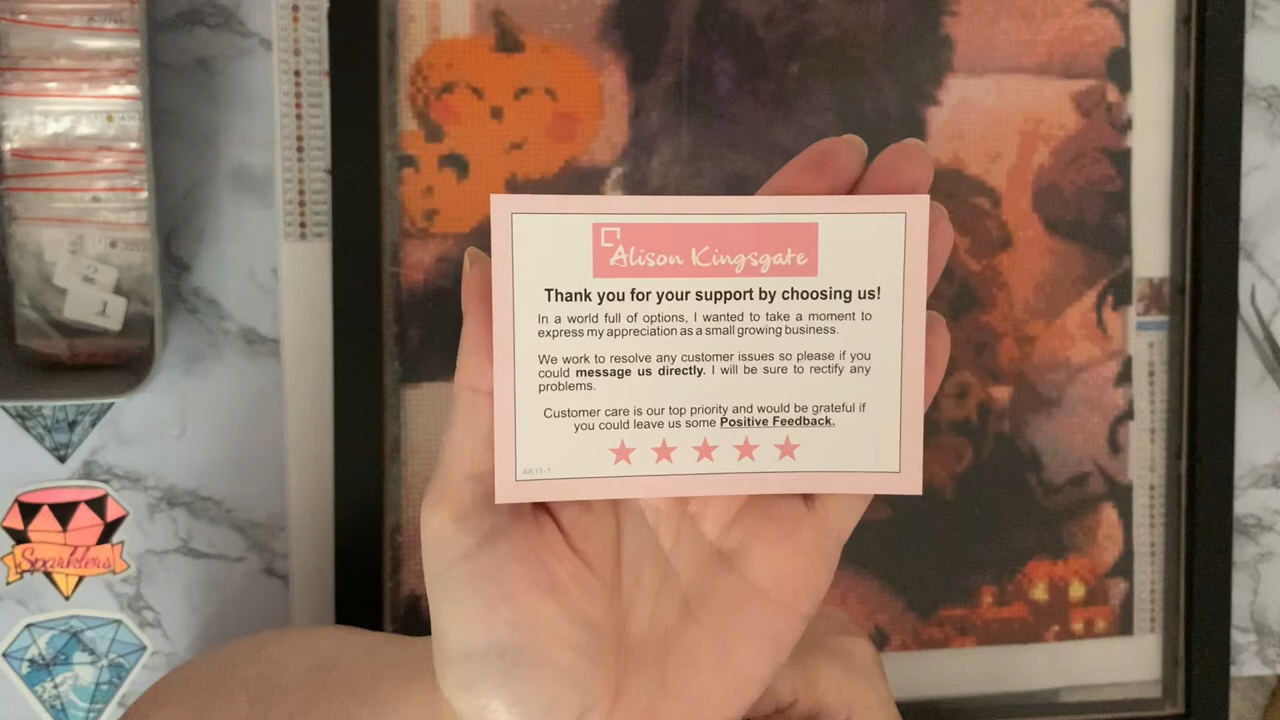 Alison Kingsgate
Thank you for your support by choosing us!
In a world full of options, I wanted to take a moment to
express my appreciation as a small growing business.
We work to resolve any customer issues so please if you
could message us directly. I will be sure to rectify any
problems.
Customer care is our top priority and would be grateful if
you could leave us some Positive Feedback.
AK11-1
Sparklers
2
1